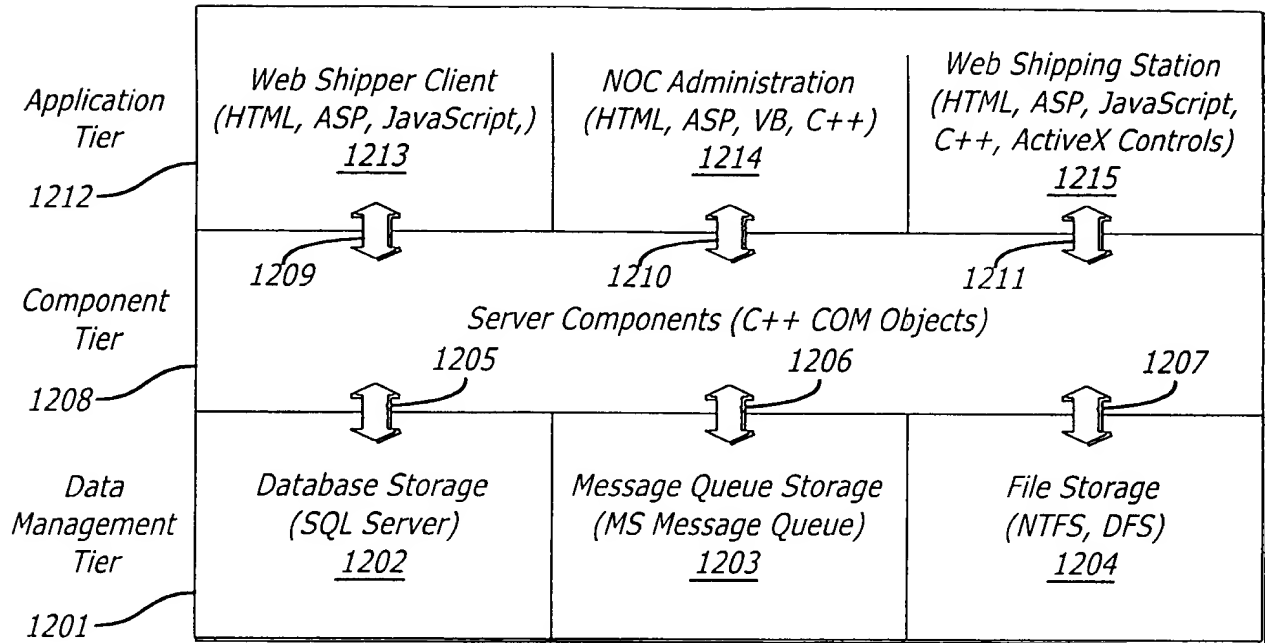 Application
Tier
1212
Web Shipper Client
(HTML, ASP, JavaScript,)
1213
NOC Administration
(HTML, ASP, VB, C++)
1214
Web Shipping Station
(HTML, ASP, JavaScript,
C++, ActiveX Controls)
1215
1209
1210
1211
Component
Tier
1208
Server Components (C++ COM Objects)
1205
1206
1207
Data
Management
Tier
1201
Database Storage
(SQL Server)
1202
Message Queue Storage
(MS Message Queue)
1203
File Storage
(NTFS, DFS)
1204